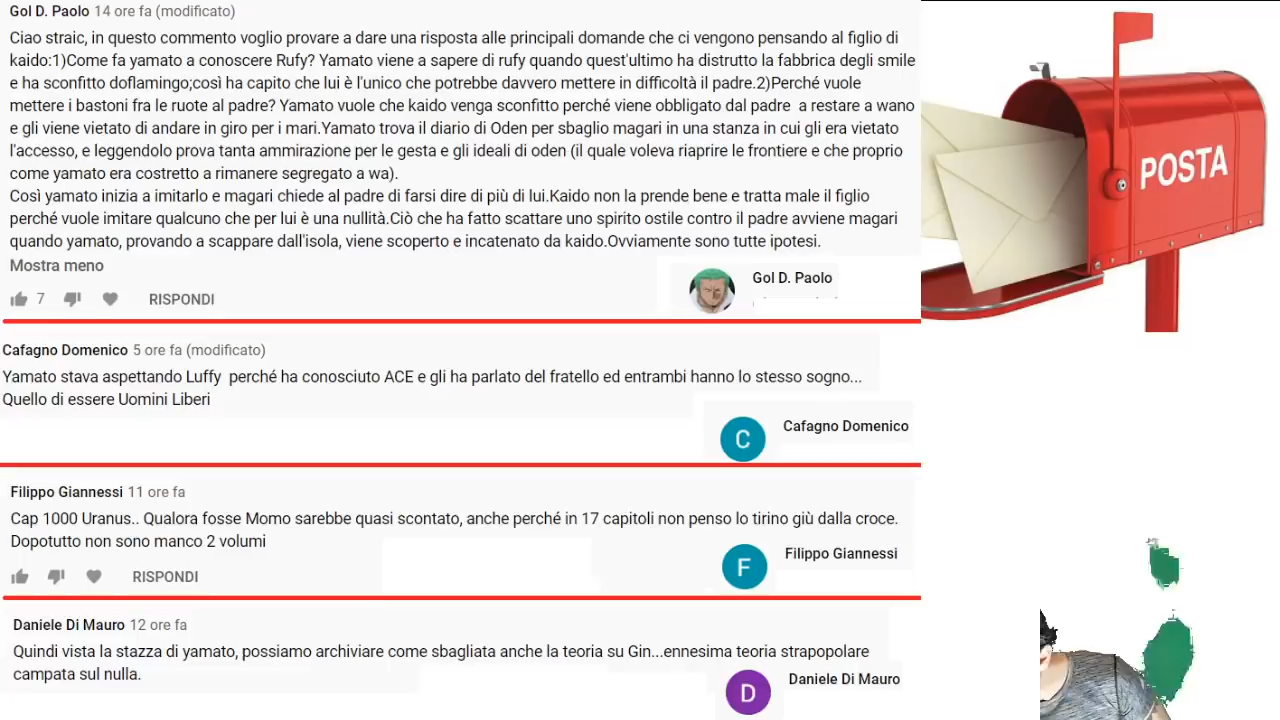 Gol D. Paolo 14 ore fa (modificato)
Ciao straic, in questo commento voglio provare a dare una risposta alle principali domande che ci vengono pensando al figlio di
kaido:1)Come fa yamato a conoscere Rufy? Yamato viene a sapere di rufy quando quest'ultimo ha distrutto la fabbrica degli smile
e ha sconfitto doflamingo;così ha capito che lui è l'unico che potrebbe davvero mettere in difficoltà il padre.2)Perché vuole
mettere i bastoni fra le ruote al padre? Yamato vuole che kaido venga sconfitto perché viene obbligato dal padre a restare a wano
e gli viene vietato di andare in giro per i mari.Yamato trova il diario di Oden per sbaglio magari in una stanza in cui gli era vietato
l'accesso, e leggendolo prova tanta ammirazione per le gesta e gli ideali di oden (il quale voleva riaprire le frontiere e che proprio
come yamato era costretto a rimanere segregato a wa).
Così yamato inizia a imitarlo e magari chiede al padre di farsi dire di più di lui.Kaido non la prende bene e tratta male il figlio
perché vuole imitare qualcuno che per lui è una nullità.Ciò che ha fatto scattare uno spirito ostile contro il padre avviene magari
quando yamato, provando a scappare dall'isola, viene scoperto e incatenato da kaido.Ovviamente sono tutte ipotesi.
Mostra meno
7 RISPONDI
Gol D. Paolo
POSTA
Cafagno Domenico 5 ore fa (modificato)
Yamato stava aspettando Luffy perché ha conosciuto ACE e gli ha parlato del fratello ed entrambi hanno lo stesso sogno...
Quello di essere Uomini Liberi
C Cafagno Domenico
Filippo Giannessi 11 ore fa
Cap 1000 Uranus.. Qualora fosse Momo sarebbe quasi scontato, anche perché in 17 capitoli non penso lo tirino giù dalla croce.
Dopotutto non sono manco 2 volumi
RISPONDI
F Filippo Giannessi
Daniele Di Mauro 12 ore fa
Quindi vista la stazza di yamato, possiamo archiviare come sbagliata anche la teoria su Gin...ennesima teoria strapopolare
campata sul nulla.
D Daniele Di Mauro